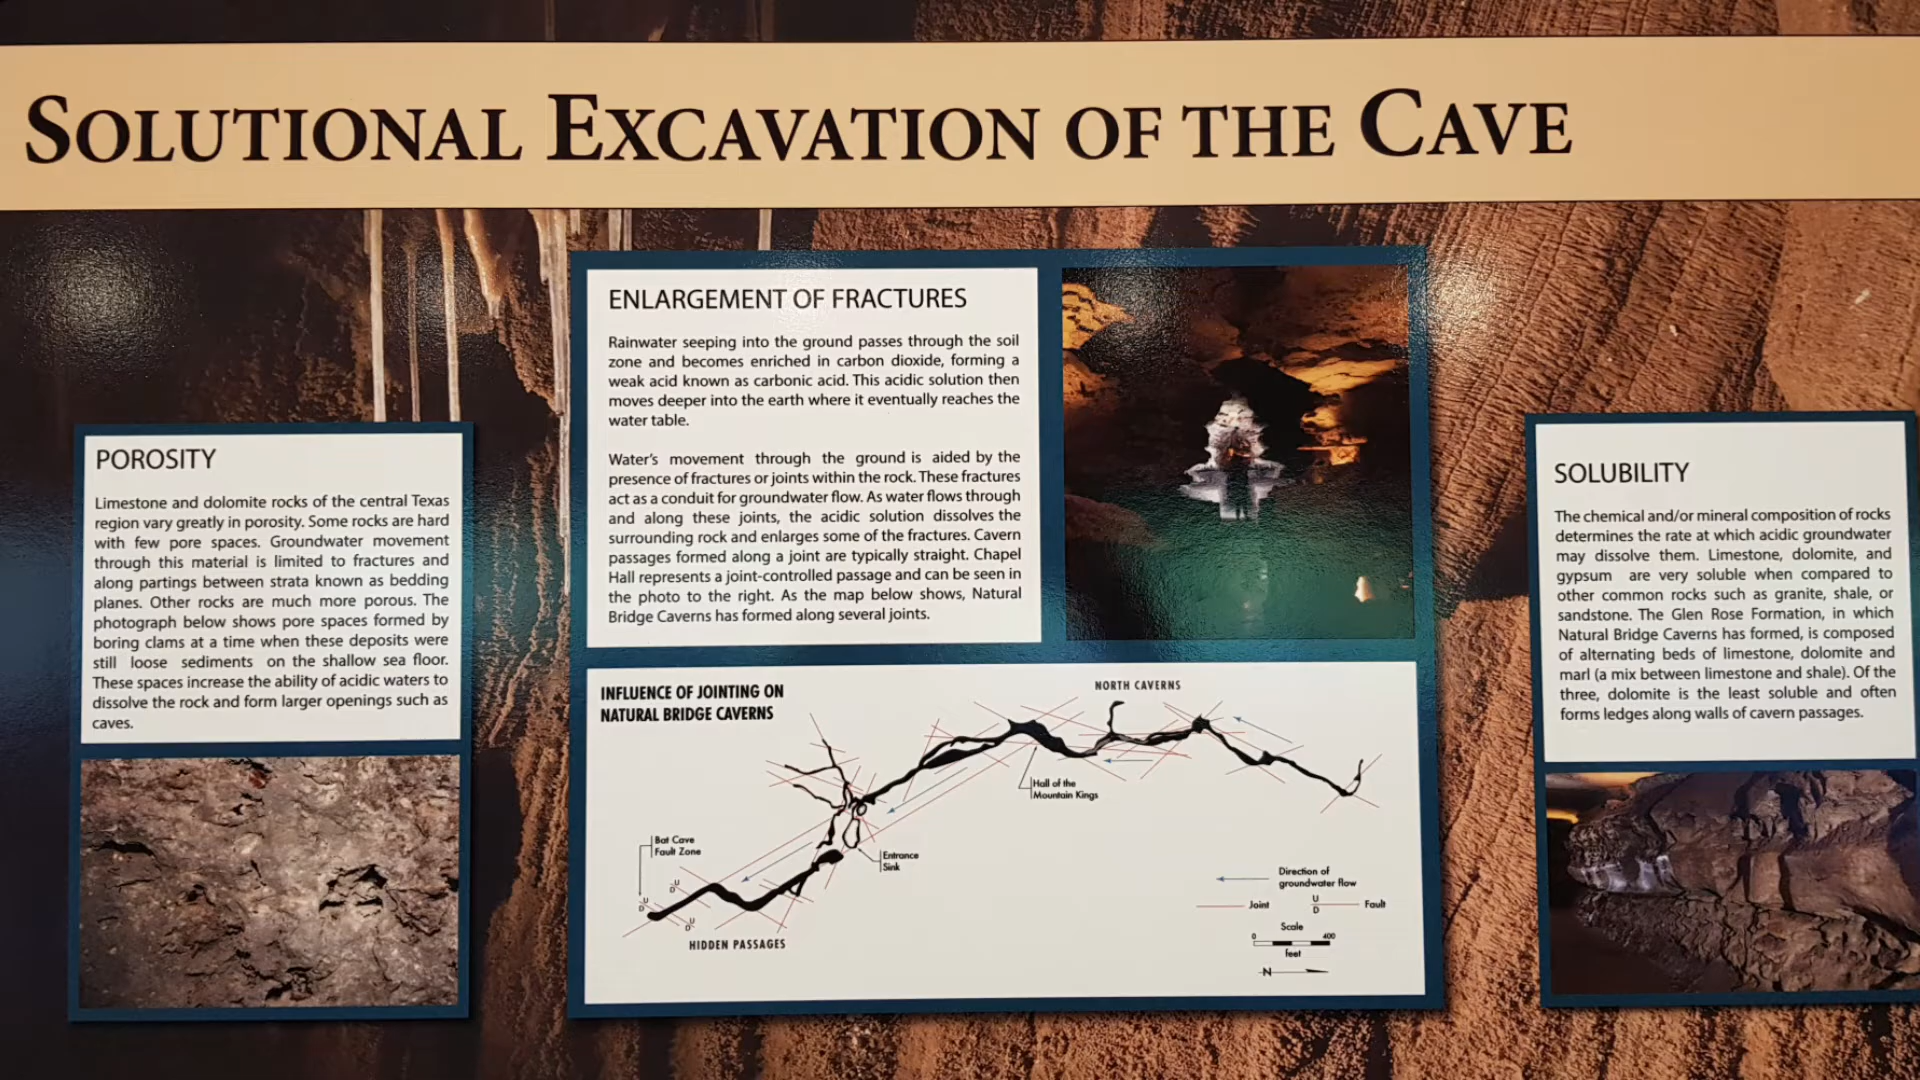 SOLUTIONAL EXCAVATION OF THE CAVE
POROSITY
Limestone and dolomite rocks of the central Texas
region vary greatly in porosity. Some rocks are hard
with few pore spaces. Groundwater movement
through this material is limited to fractures and
along partings between strata known as bedding
planes. Other rocks are much more porous. The
photograph below shows pore spaces formed by
boring clams at a time when these deposits were
still loose sediments on the shallow sea floor.
These spaces increase the ability of acidic waters to
dissolve the rock and form larger openings such as
caves.
ENLARGEMENT OF FRACTURES
Rainwater seeping into the ground passes through the soil
zone and becomes enriched in carbon dioxide, forming a
weak acid known as carbonic acid. This acidic solution then
moves deeper into the earth where it eventually reaches the
water table.
Water's movement through the ground is aided by the
presence of fractures or joints within the rock. These fractures
act as a conduit for groundwater flow. As water flows through
and along these joints, the acidic solution dissolves the
surrounding rock and enlarges some of the fractures. Cavern
passages formed along a joint are typically straight. Chapel
Hall represents a joint-controlled passage and can be seen in
the photo to the right. As the map below shows, Natural
Bridge Caverns has formed along several joints.
INFLUENCE OF JOINTING ON
NATURAL BRIDGE CAVERNS
NORTH CAVERNS
Hall of the
Mountain Kings
Bat Cave
Fault Zone
Entrance
Sink
U
D
U
D
U
D
HIDDEN PASSAGES
Direction of
groundwater flow
Joint
U
D
Fault
Scale
0 400
feet
N
SOLUBILITY
The chemical and/or mineral composition of rocks
determines the rate at which acidic groundwater
may dissolve them. Limestone, dolomite, and
gypsum are very soluble when compared to
other common rocks such as granite, shale, or
sandstone. The Glen Rose Formation, in which
Natural Bridge Caverns has formed, is composed
of alternating beds of limestone, dolomite and
marl (a mix between limestone and shale). Of the
three, dolomite is the least soluble and often
forms ledges along walls of cavern passages.